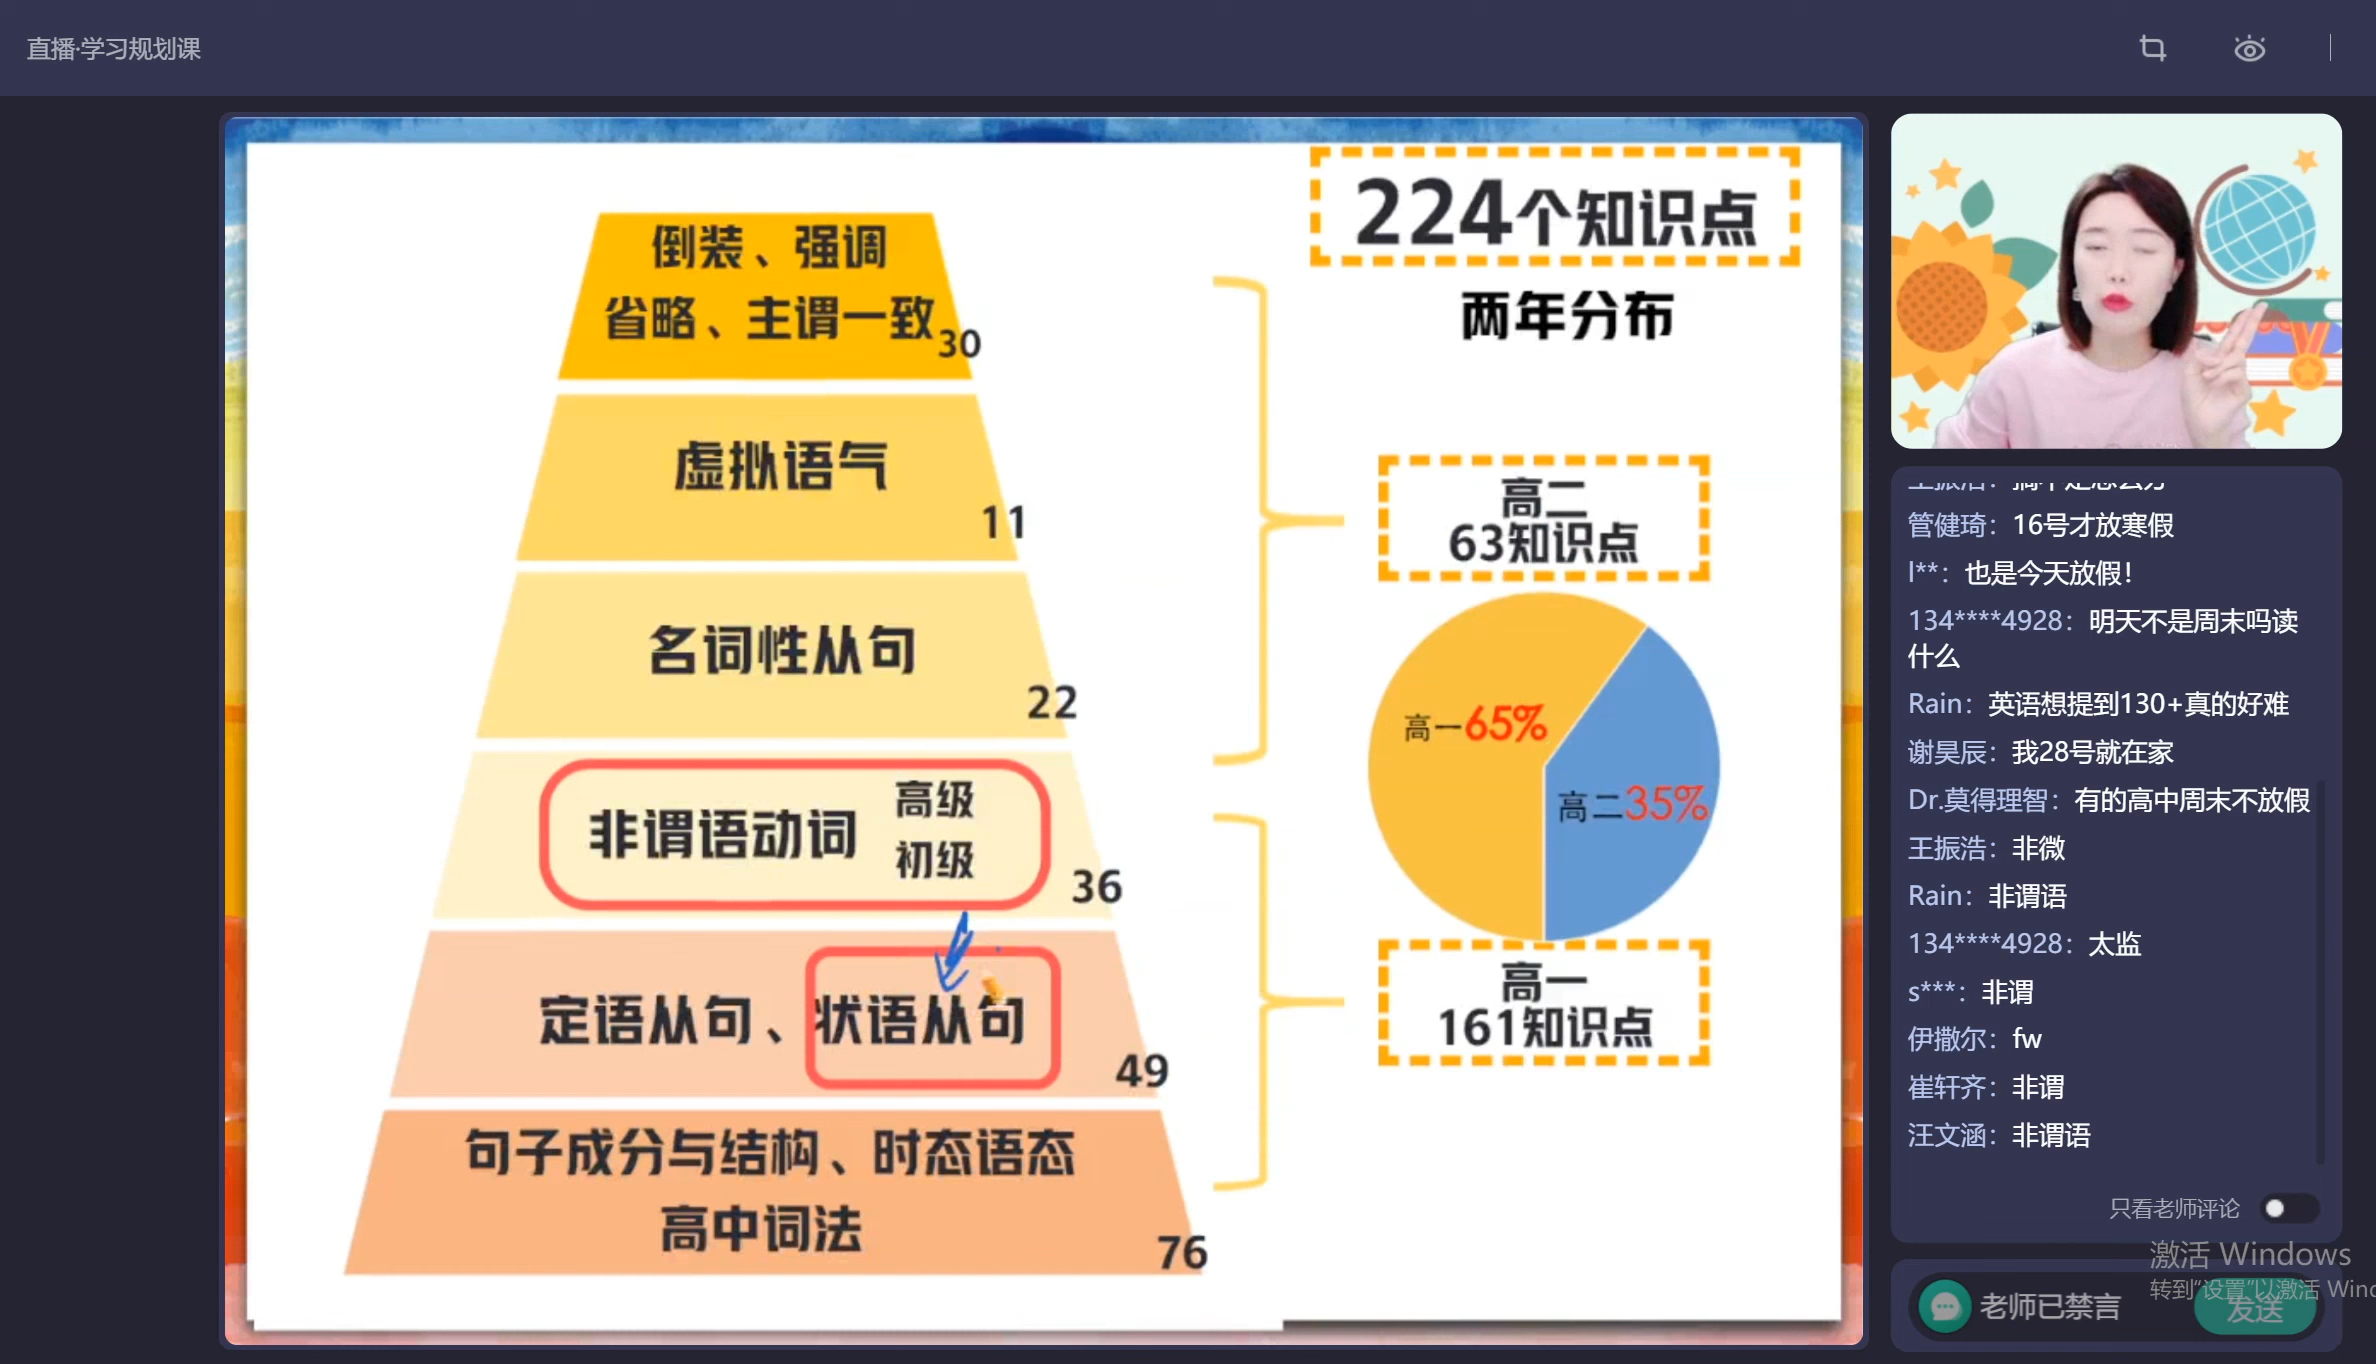 直播·学习规划课
倒装、强调
省略、主谓一致
30
虚拟语气
11
名词性从句
22
非谓语动词
高级
初级
36
定语从句、状语从句
49
句子成分与结构、时态语态
高中词法
76
224个知识点
两年分布
高二
63知识点
高一65%
高二35%
高一
161知识点
管健琦：16号才放寒假
l**：也是今天放假！
134****4928：明天不是周末吗读
什么
Rain：英语想提到130+真的好难
谢昊辰：我28号就在家
Dr.莫得理智：有的高中周末不放假
王振浩：非微
Rain：非谓语
134****4928：太监
s***：非谓
伊撒尔：fw
崔轩齐：非谓
汪文涵：非谓语
只看老师评论
激活 Windows
转到“设置”以激活 Win
老师已禁言
发送